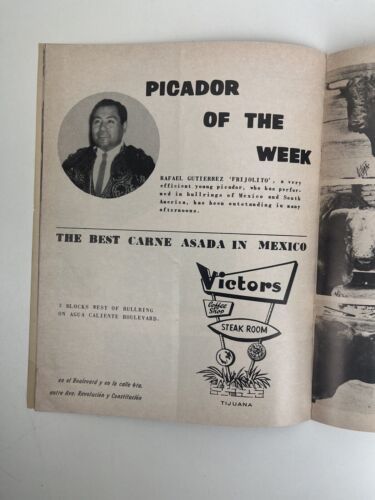 PICADOR
OF THE
WEEK
RAFAEL GUTIERREZ 'FRIJOLITO', a very
efficient young picador, who has perfor-
med in bullrings of Mexico and South
America, has been outstanding in many
afternoons.
THE BEST CARNE ASADA IN MEXICO
Victors
Coffee
Shop
STEAK ROOM
3 BLOCKS WEST OF BULLRING
ON AGUA CALIENTE BOULEVARD.
en el Boulevard y en la calle 6ta.
entre Ave. Revolución y Constitución
TIJUANA